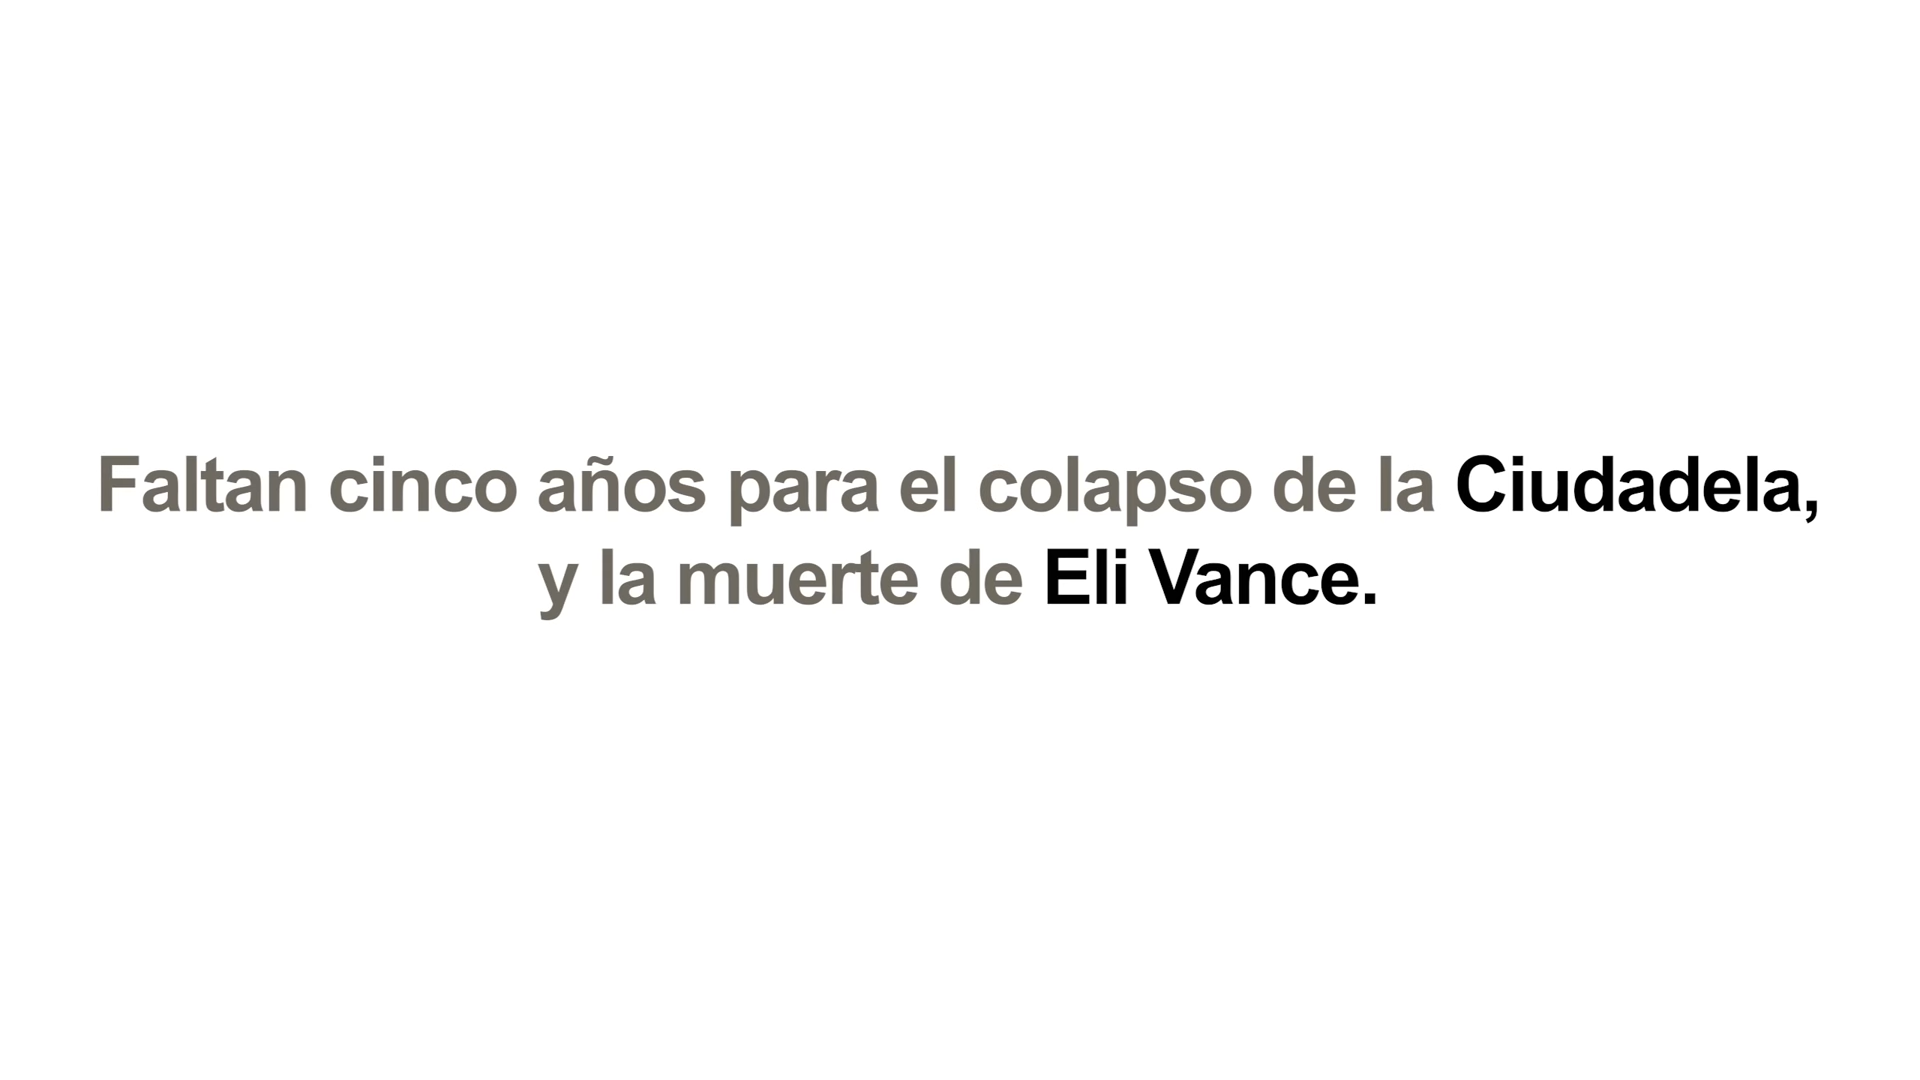 Faltan cinco años para el colapso de la Ciudadela,
y la muerte de Eli Vance.